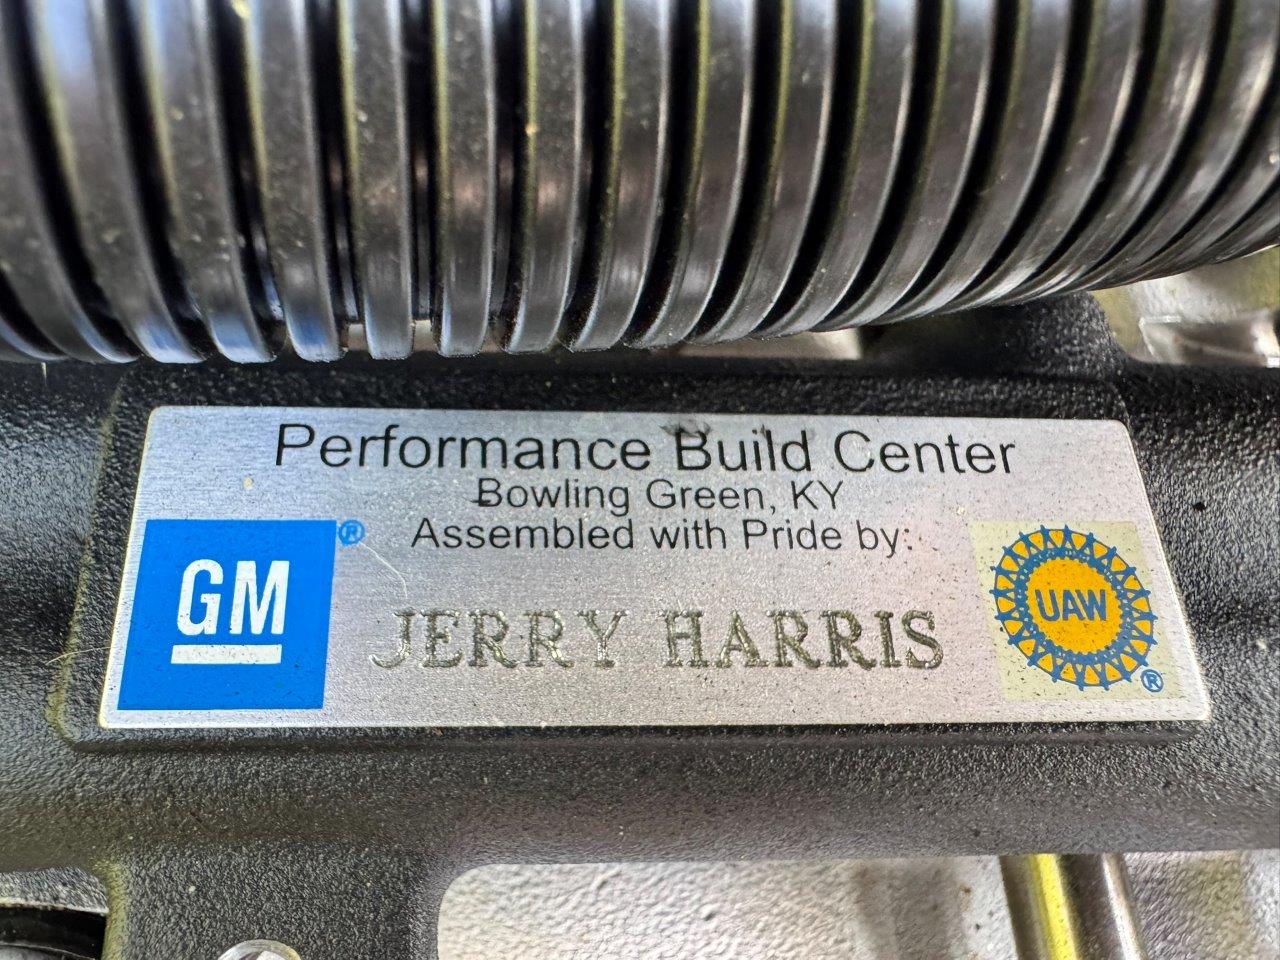 Performance Build Center
Bowling Green, KY
Assembled with Pride by:
GM®
JERRY HARRIS
UAW®